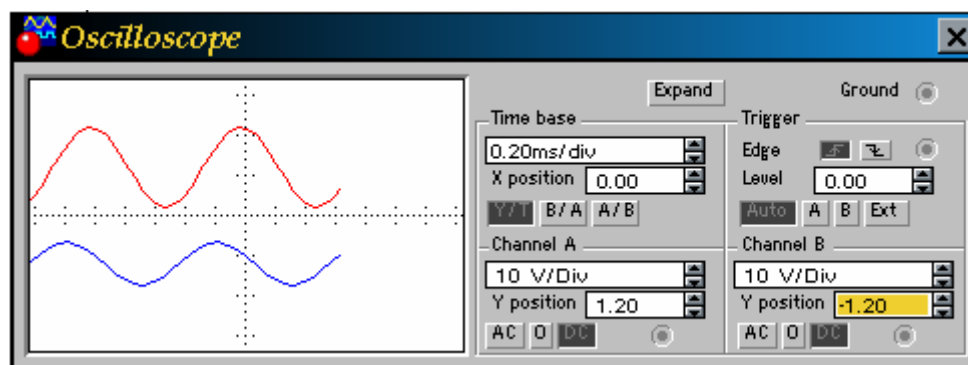 Oscilloscope
Expand
Ground
Time base
0.20ms/div
X position 0.00
Y/T B/A A/B
Trigger
Edge
Level 0.00
Auto A B Ext
Channel A
10 V/Div
Y position 1.20
AC 0 DC
Channel B
10 V/Div
Y position -1.20
AC 0 DC